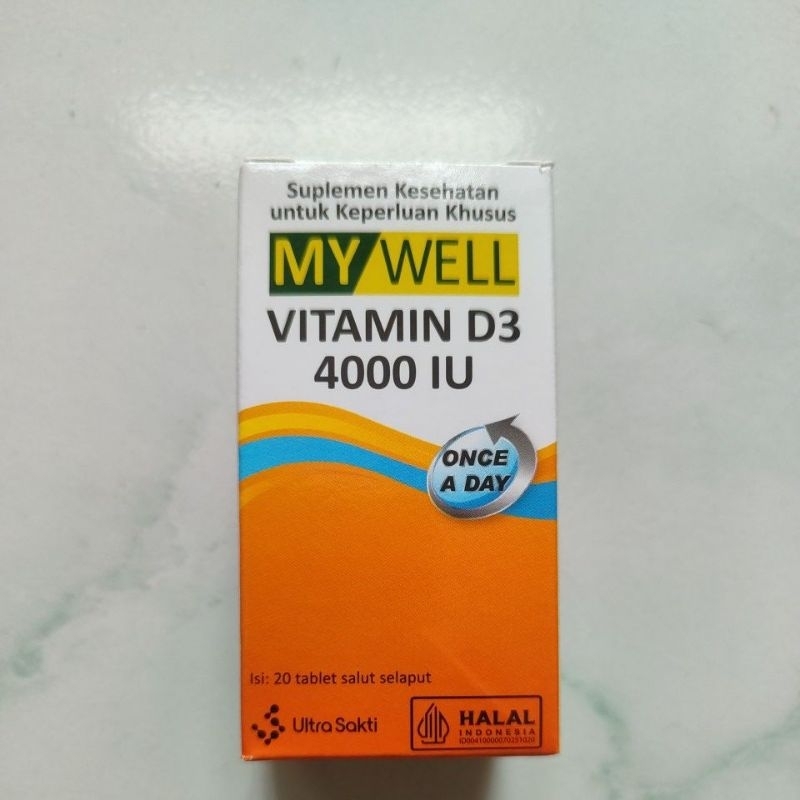 Suplemen Kesehatan
untuk Keperluan Khusus
MY WELL
VITAMIN D3
4000 IU
ONCE
A DAY
Isi: 20 tablet salut selaput
Ultra Sakti
HALAL
INDONESIA